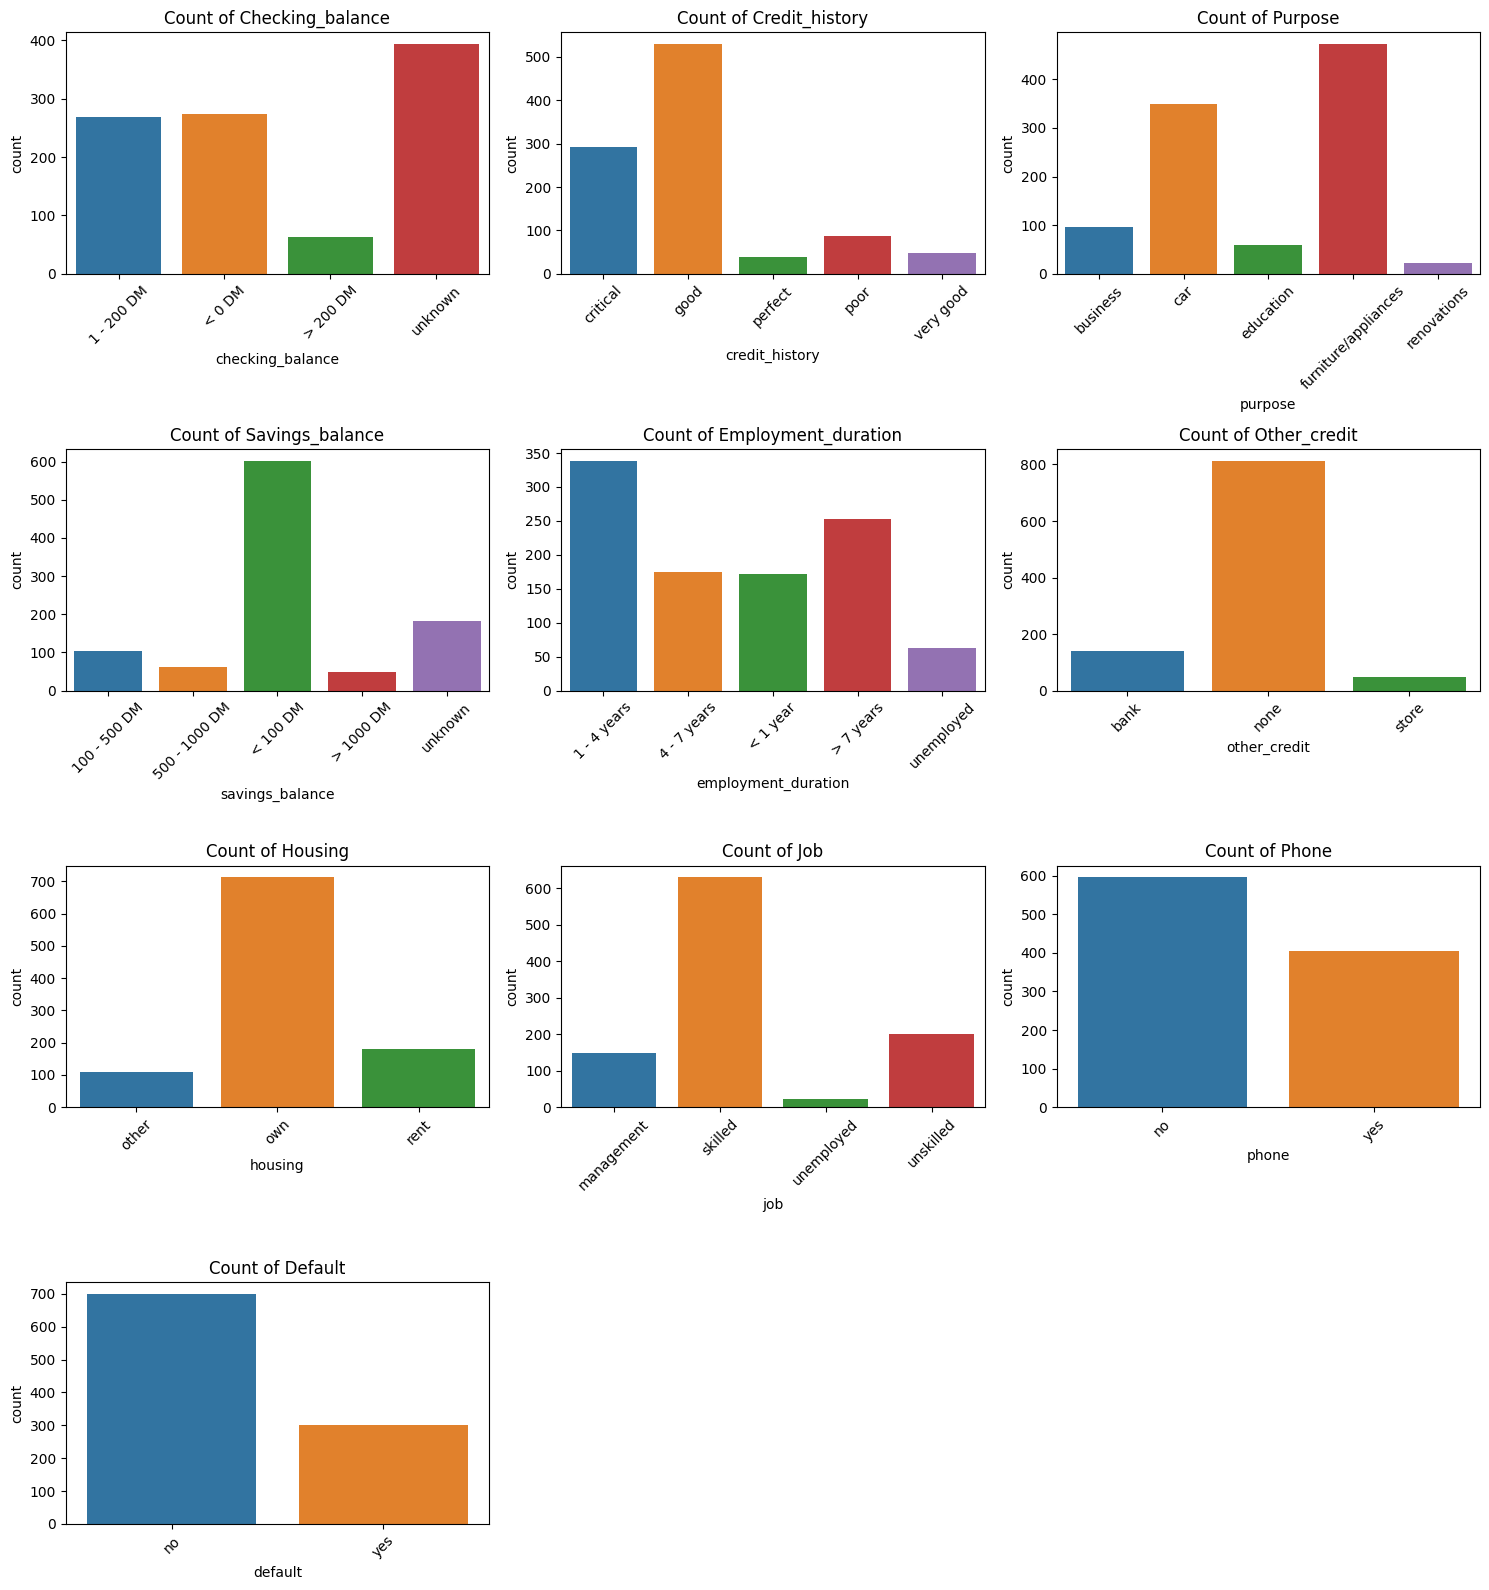 Count of Checking_balance
400
300
200
100
0
count
1 - 200 DM
< 0 DM
> 200 DM
unknown
checking_balance
Count of Credit_history
500
400
300
200
100
0
count
critical
good
perfect
poor
very good
credit_history
Count of Purpose
400
300
200
100
0
count
business
car
education
furniture/appliances
renovations
purpose
Count of Savings_balance
600
500
400
300
200
100
0
count
100 - 500 DM
500 - 1000 DM
< 100 DM
> 1000 DM
unknown
savings_balance
Count of Employment_duration
350
300
250
200
150
100
50
0
count
1 - 4 years
4 - 7 years
< 1 year
> 7 years
unemployed
employment_duration
Count of Other_credit
800
600
400
200
0
count
bank
none
store
other_credit
Count of Housing
700
600
500
400
300
200
100
0
count
other
own
rent
housing
Count of Job
600
500
400
300
200
100
0
count
management
skilled
unemployed
unskilled
job
Count of Phone
600
500
400
300
200
100
0
count
no
yes
phone
Count of Default
700
600
500
400
300
200
100
0
count
no
yes
default